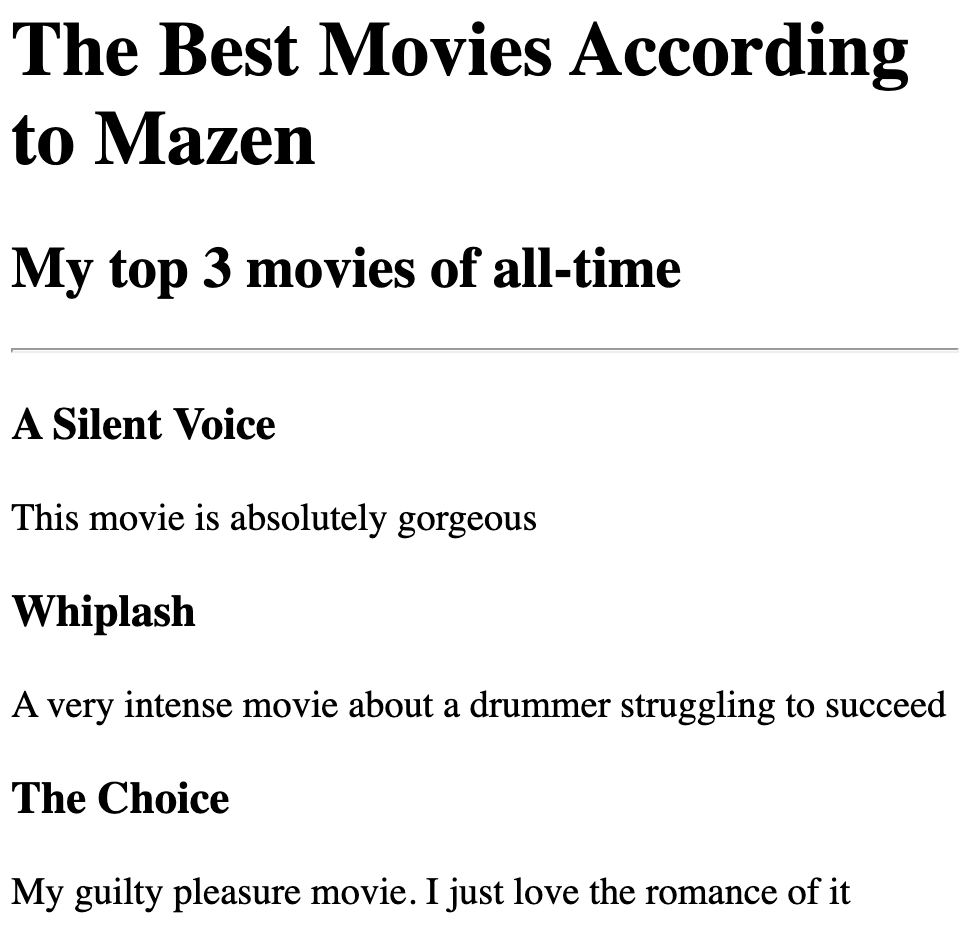 The Best Movies According
to Mazen
My top 3 movies of all-time
A Silent Voice
This movie is absolutely gorgeous
Whiplash
A very intense movie about a drummer struggling to succeed
The Choice
My guilty pleasure movie. I just love the romance of it